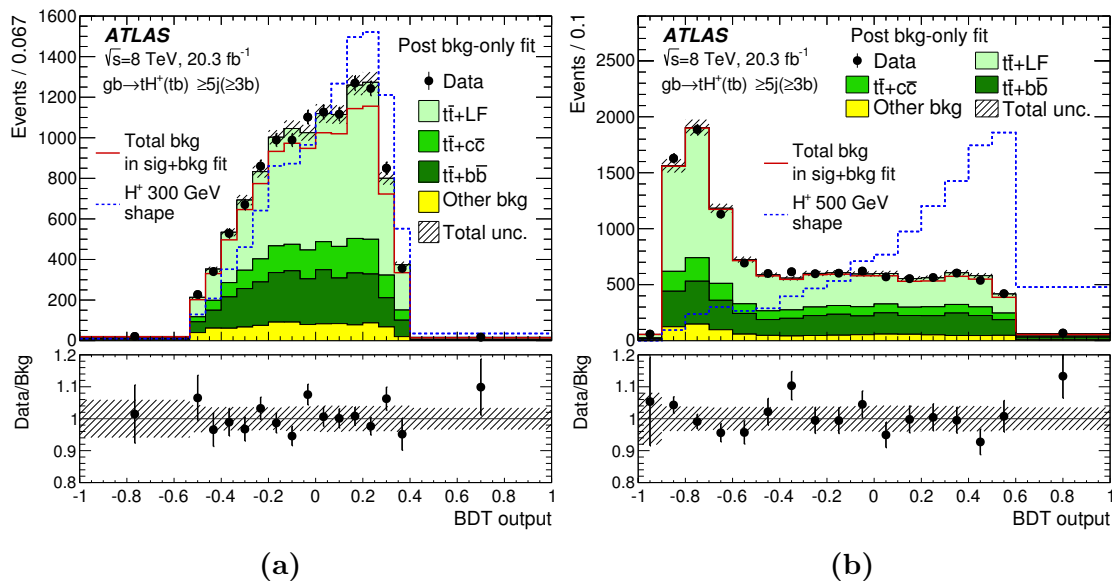 Events / 0.067
1600
1400
1200
1000
800
600
400
200
0
ATLAS
√s=8 TeV, 20.3 fb⁻¹
gb→tH⁺(tb) ≥5j(≥3b)
Total bkg
in sig+bkg fit
H⁺ 300 GeV
shape
Post bkg-only fit
Data
tt̄+LF
tt̄+cc̄
tt̄+bb̄
Other bkg
Total unc.
Data/Bkg
1.2
1.1
1.0
0.9
0.8
-1 -0.8 -0.6 -0.4 -0.2 0 0.2 0.4 0.6 0.8 1
BDT output
(a)
Events / 0.1
2500
2000
1500
1000
500
0
ATLAS
√s=8 TeV, 20.3 fb⁻¹
gb→tH⁺(tb) ≥5j(≥3b)
Post bkg-only fit
Data tt̄+LF
tt̄+cc̄ tt̄+bb̄
Other bkg Total unc.
Total bkg
in sig+bkg fit
H⁺ 500 GeV
shape
Data/Bkg
1.2
1.1
1
0.9
0.8
-1 -0.8 -0.6 -0.4 -0.2 0 0.2 0.4 0.6 0.8 1
BDT output
(b)